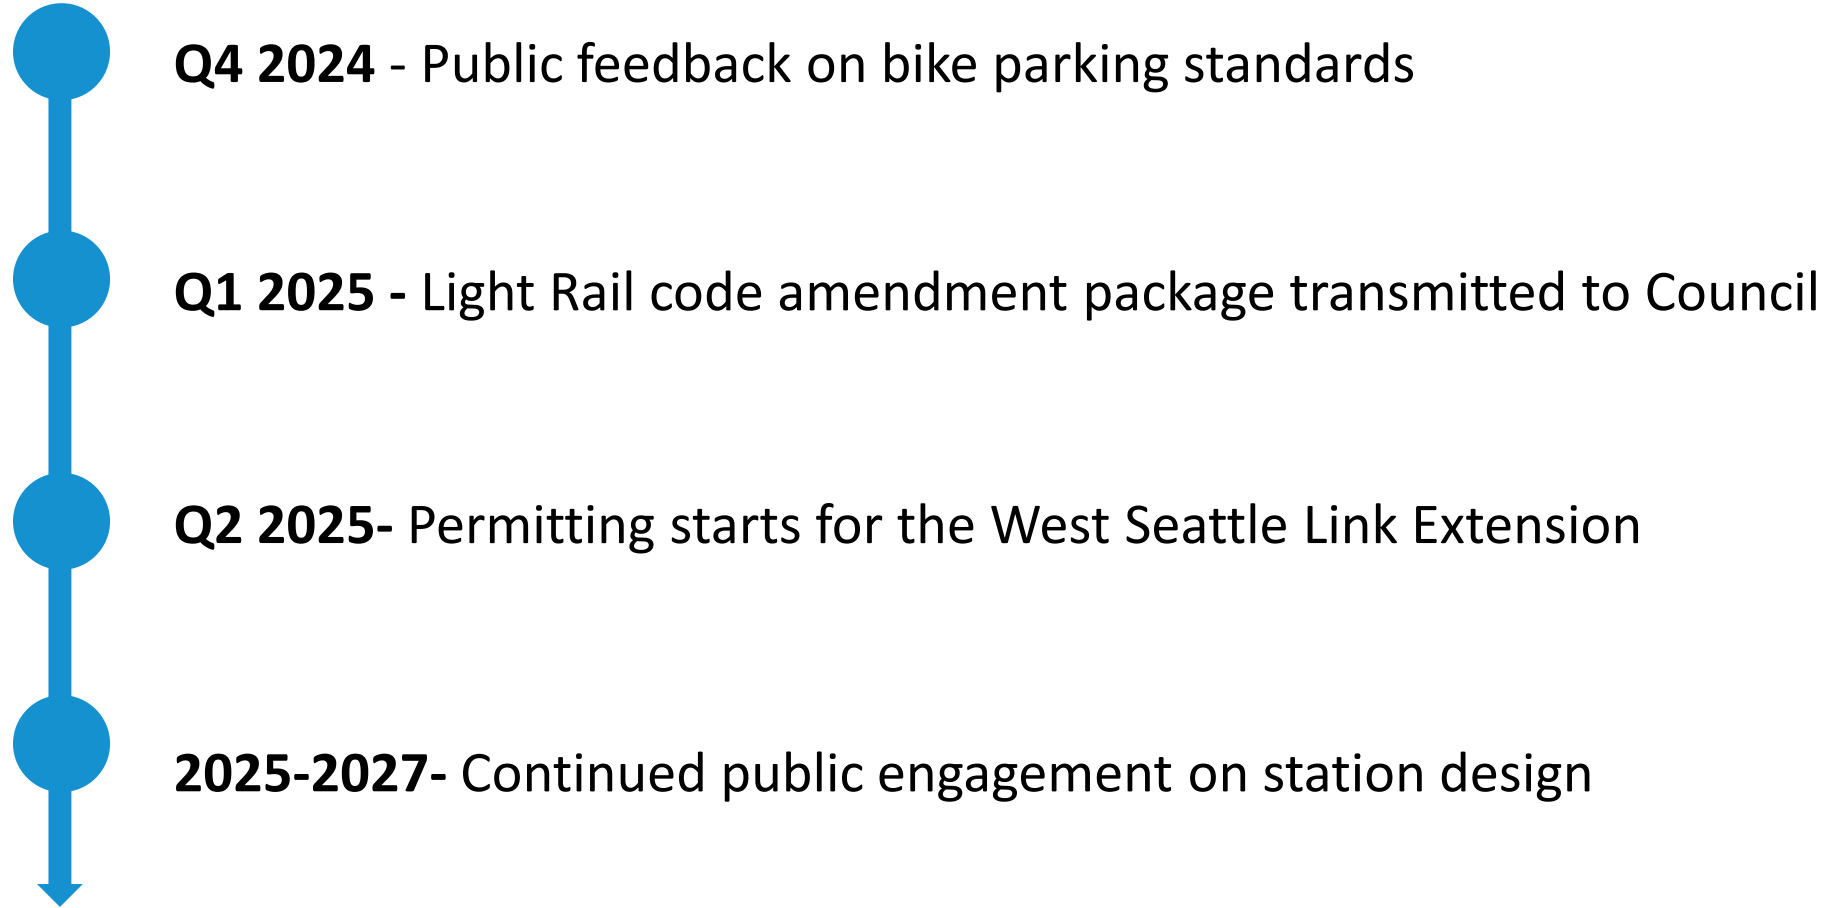 Q4 2024 - Public feedback on bike parking standards
Q1 2025 - Light Rail code amendment package transmitted to Council
Q2 2025- Permitting starts for the West Seattle Link Extension
2025-2027- Continued public engagement on station design